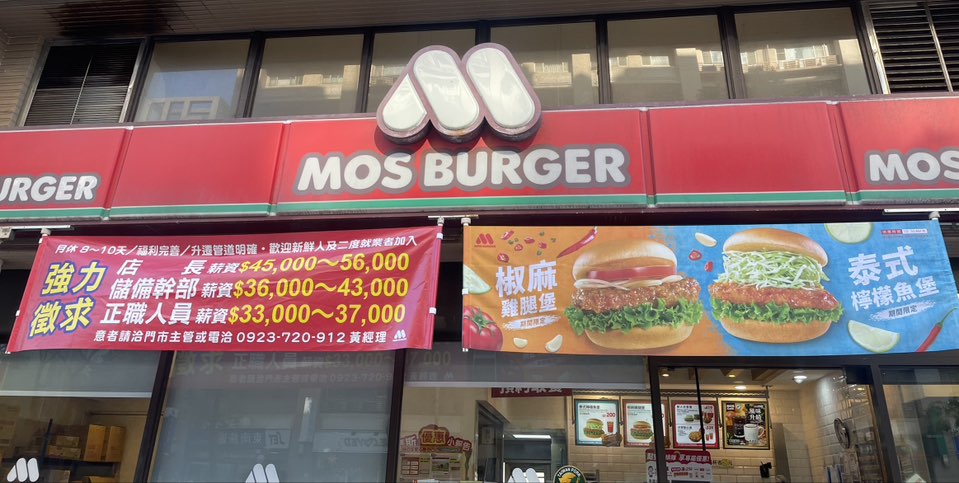 URGER
MOS BURGER
MOS
月休 8～10天／福利完善／升遷管道明確・歡迎新鮮人及二度就業者加入
強力
徵求
店 長 薪資$45,000～56,000
儲備幹部 薪資$36,000～43,000
正職人員 薪資$33,000～37,000
意者請洽門市主管或電洽 0923-720-912 黃經理
椒麻
雞腿堡
期間限定
泰式
檸檬魚堡
期間限定
優惠
200